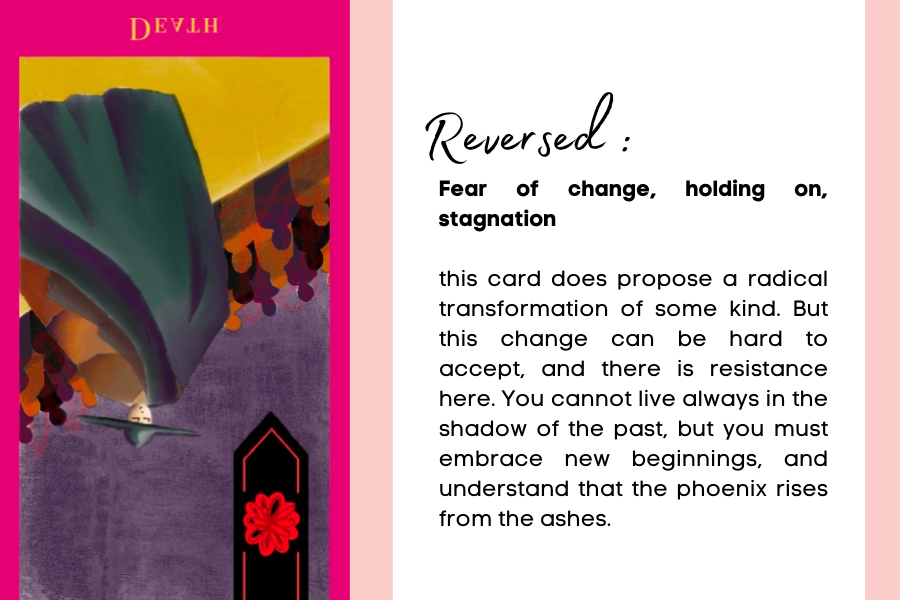 DEATH
Reversed :
Fear of change, holding on,
stagnation
this card does propose a radical
transformation of some kind. But
this change can be hard to
accept, and there is resistance
here. You cannot live always in the
shadow of the past, but you must
embrace new beginnings, and
understand that the phoenix rises
from the ashes.